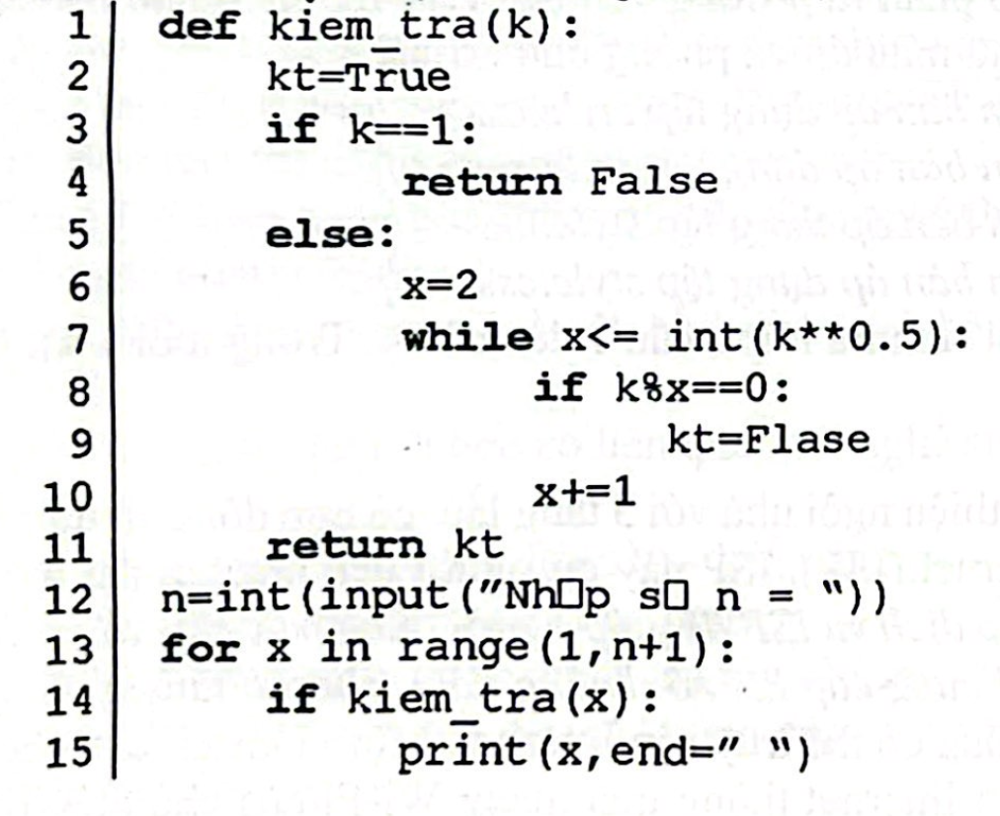 1 def kiem_tra(k):
2 kt=True
3 if k==1:
4 return False
5 else:
6 x=2
7 while x<= int(k**0.5):
8 if k%x==0:
9 kt=Flase
10 x+=1
11 return kt
12 n=int(input(”Nh□p s□ n = “))
13 for x in range(1,n+1):
14 if kiem_tra(x):
15 print(x,end=” “)